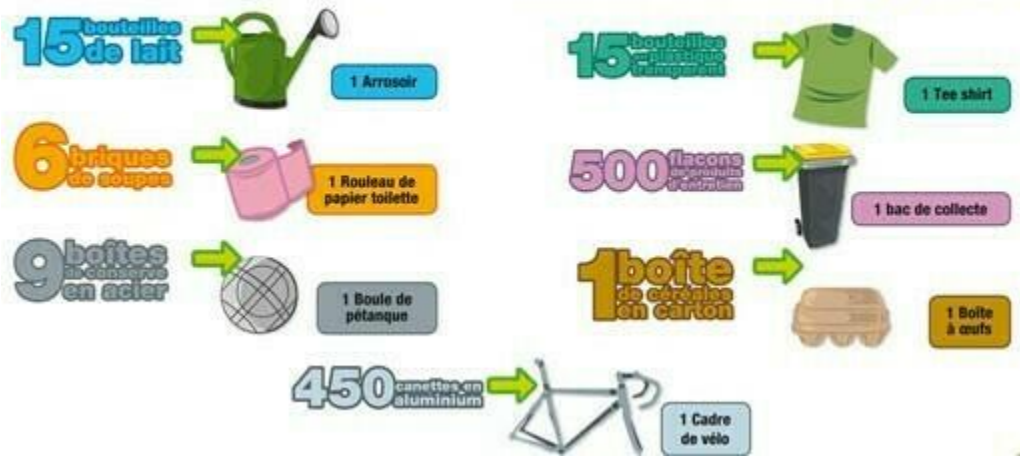 15 bouteilles
de lait
1 Arrosoir
15 bouteilles
en plastique
transparent
1 Tee shirt
6 briques
de soupes
1 Rouleau de
papier toilette
500 flacons
de produits
d'entretien
1 bac de collecte
9 boîtes
de conserve
en acier
1 Boule de
pétanque
1 boîte
de céréales
en carton
1 Boîte
à œufs
450 canettes en
aluminium
1 Cadre
de vélo